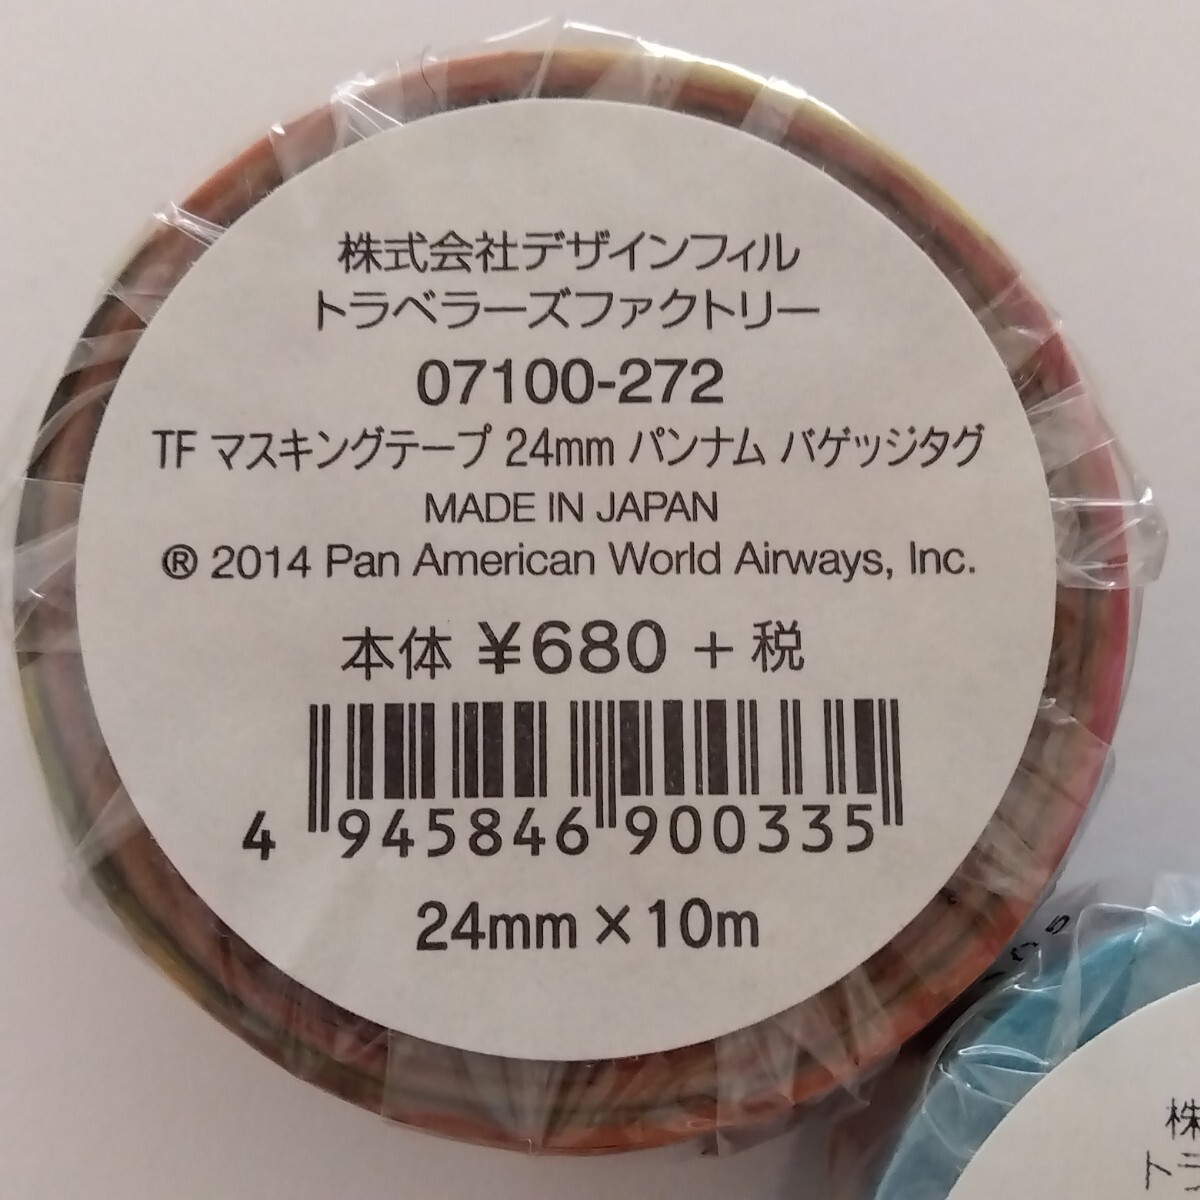 株式会社デザインフィル
トラベラーズファクトリー
07100-272
TF マスキングテープ 24mm パンナム バゲッジタグ
MADE IN JAPAN
® 2014 Pan American World Airways, Inc.
本体 ¥680 + 税
4 945846 900335
24mm×10m
株
トラ